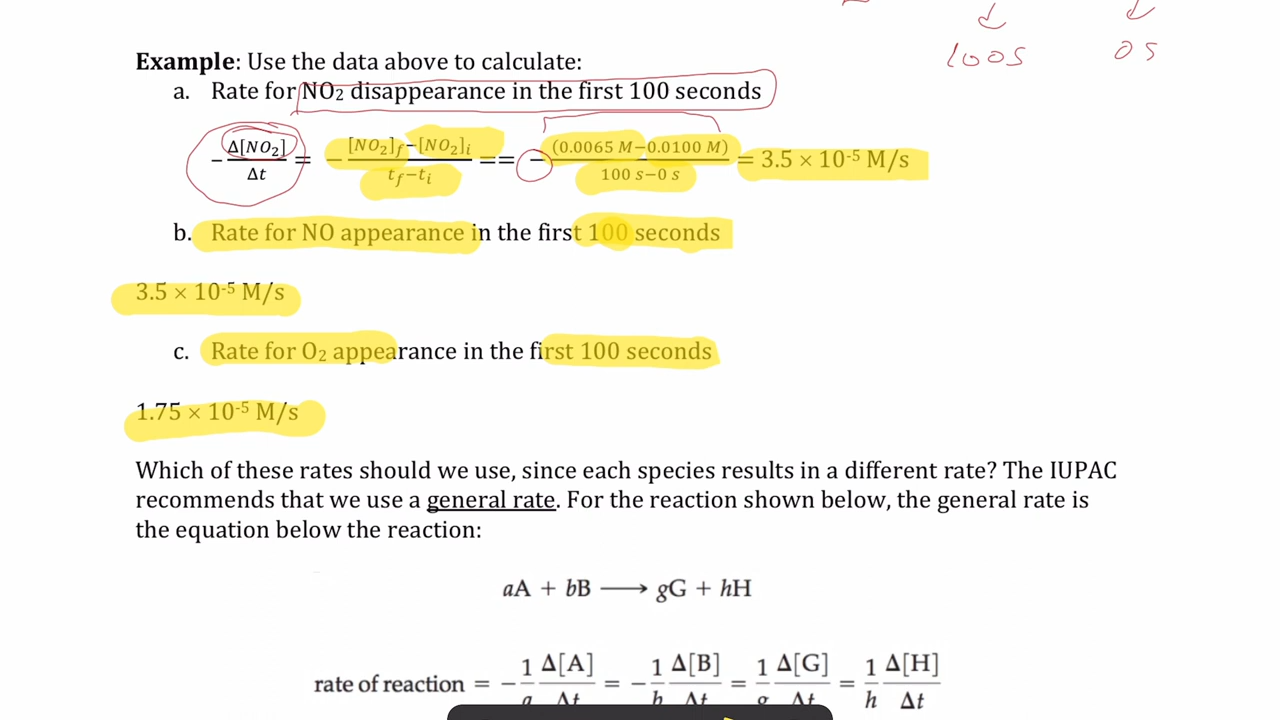 100s 0s
Example: Use the data above to calculate:
a. Rate for NO₂ disappearance in the first 100 seconds
-Δ[NO₂]/Δt = -([NO₂]f−[NO₂]i)/(tf−ti) == -((0.0065 M−0.0100 M)/(100 s−0 s)) = 3.5 × 10⁻⁵ M/s
b. Rate for NO appearance in the first 100 seconds
3.5 × 10⁻⁵ M/s
c. Rate for O₂ appearance in the first 100 seconds
1.75 × 10⁻⁵ M/s
Which of these rates should we use, since each species results in a different rate? The IUPAC
recommends that we use a general rate. For the reaction shown below, the general rate is
the equation below the reaction:
aA + bB ⟶ gG + hH
rate of reaction = -1/a Δ[A]/Δt = -1/b Δ[B]/Δt = 1/g Δ[G]/Δt = 1/h Δ[H]/Δt